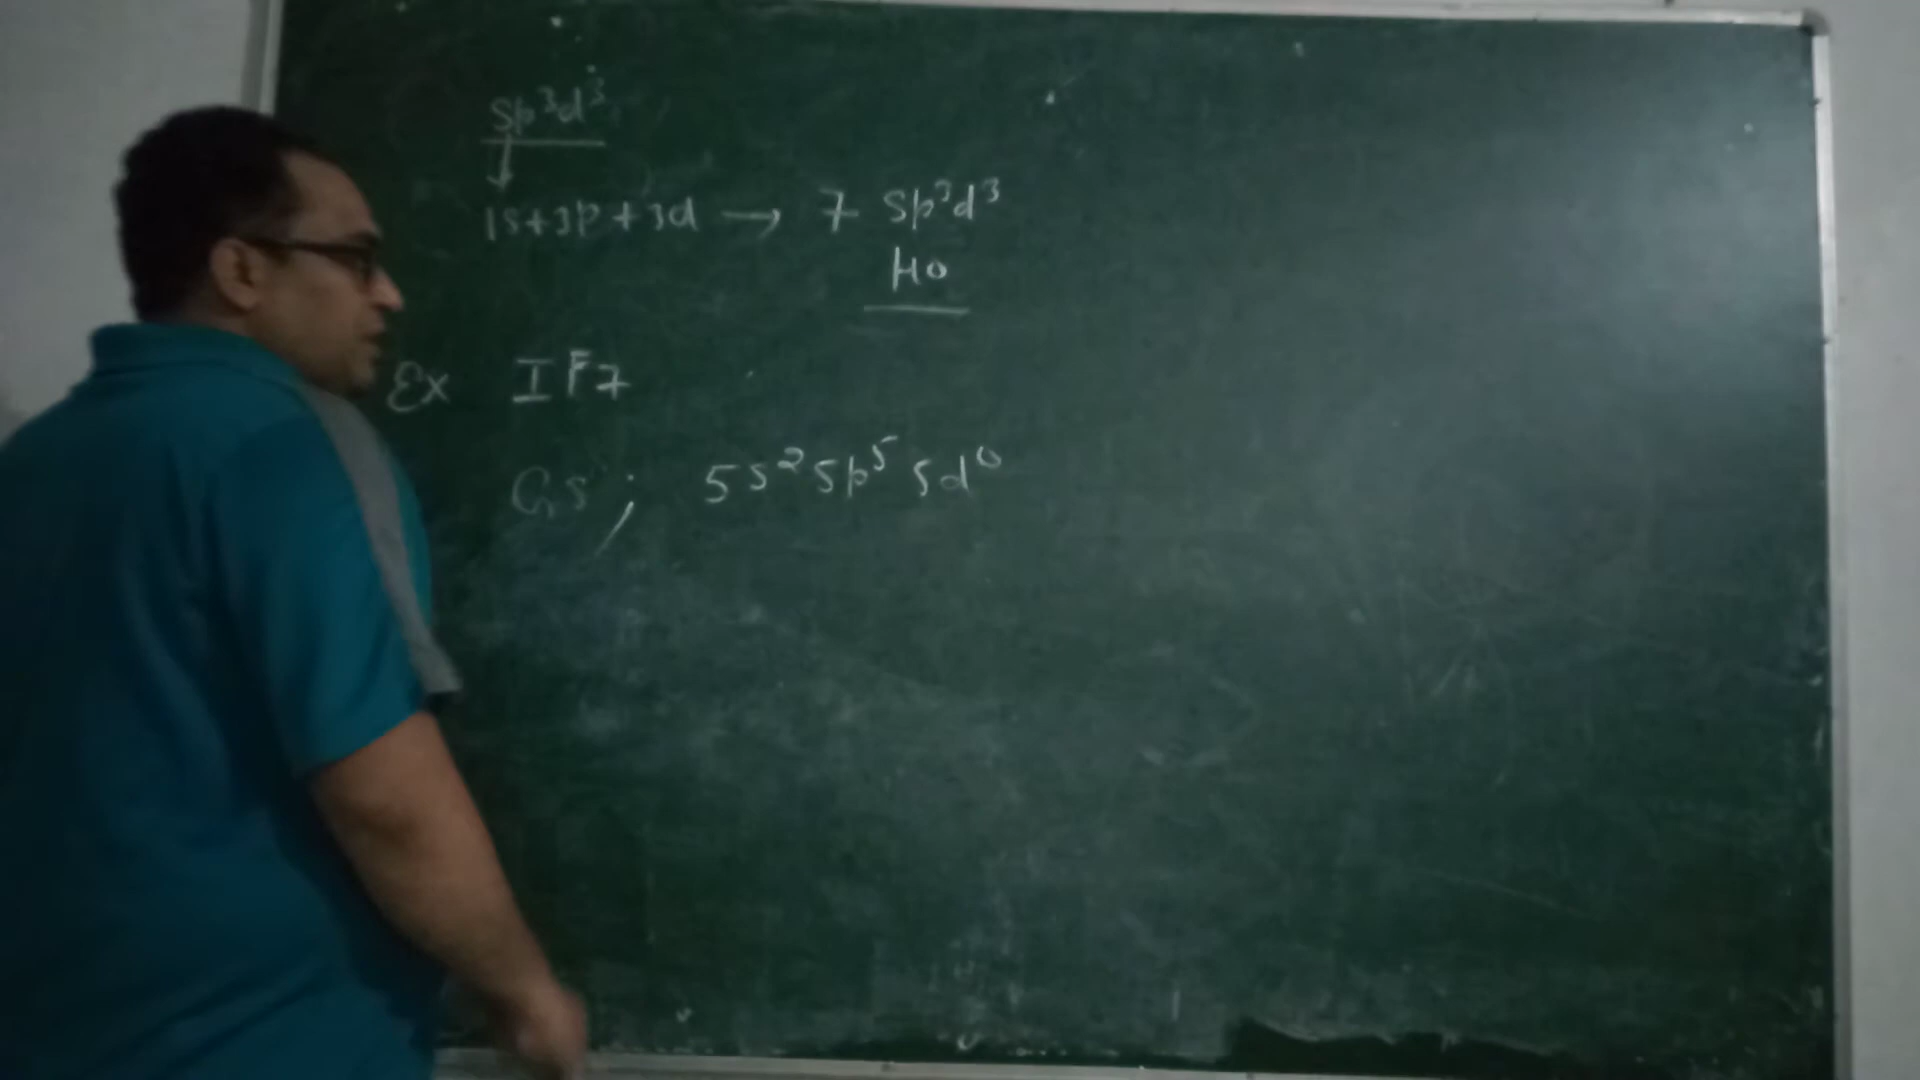 sp³d³
1s+3p+3d → 7 sp³d³
HO
Ex IF7
G.S ; 5s²5p⁵5d⁰